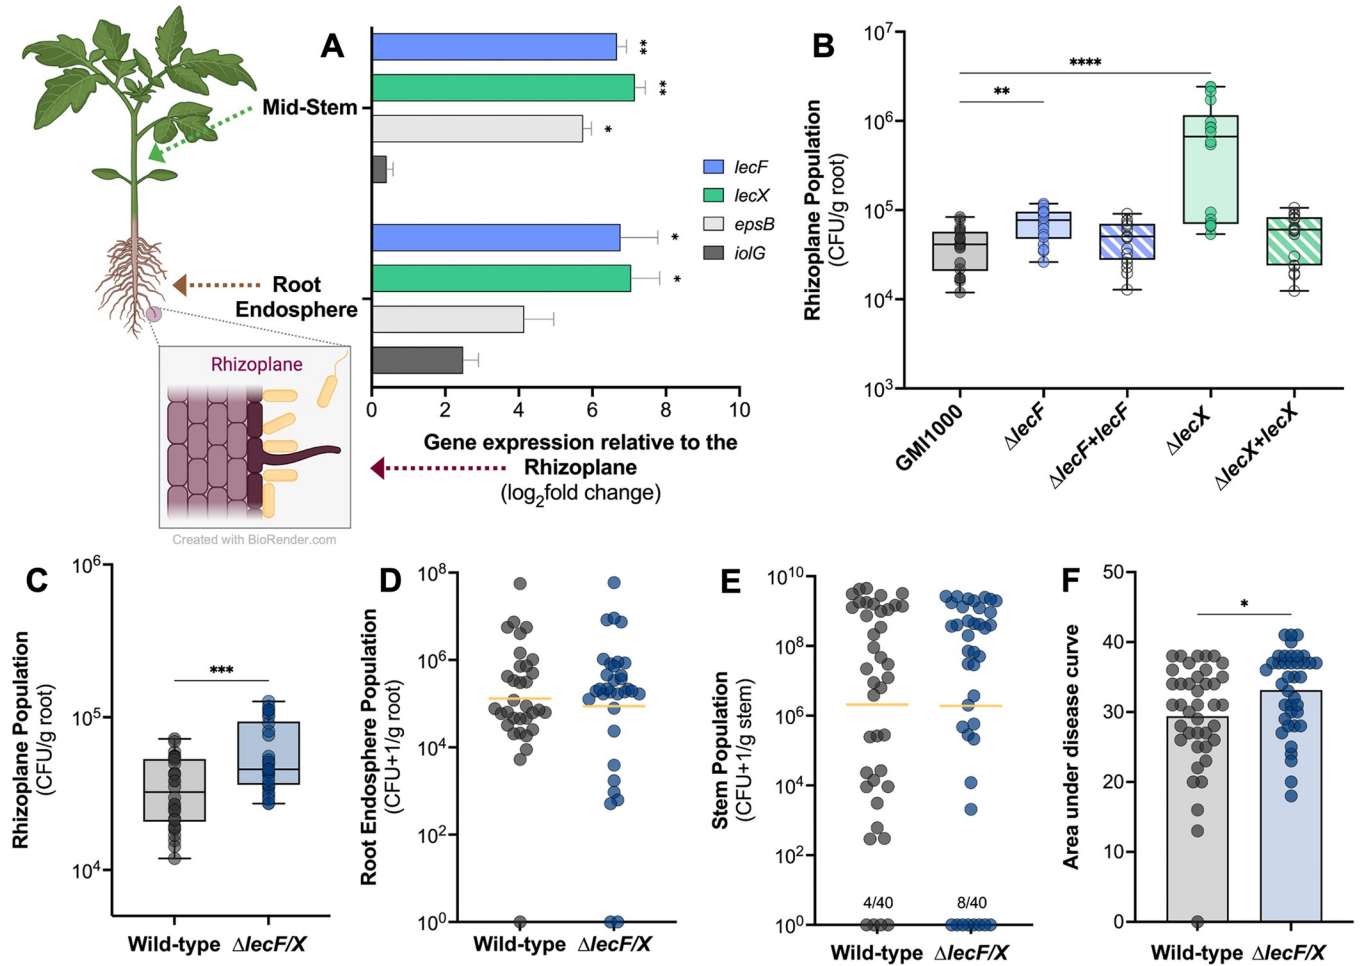 A
Mid-Stem
**
**
*
lecF
lecX
epsB
iolG
*
*
Root
Endosphere
Rhizoplane
0 2 4 6 8 10
Gene expression relative to the
Rhizoplane
(log2fold change)
Created with BioRender.com
B
Rhizoplane Population
(CFU/g root)
10^7
10^6
10^5
10^4
10^3
****
**
GMI1000
ΔlecF
ΔlecF+lecF
ΔlecX
ΔlecX+lecX
C
Rhizoplane Population
(CFU/g root)
10^6
10^5
10^4
***
Wild-type ΔlecF/X
D
Root Endosphere Population
(CFU+1/g root)
10^8
10^6
10^4
10^2
10^0
Wild-type ΔlecF/X
E
Stem Population
(CFU+1/g stem)
10^10
10^8
10^6
10^4
10^2
10^0
4/40 8/40
Wild-type ΔlecF/X
F
Area under disease curve
50
40
30
20
10
0
*
Wild-type ΔlecF/X